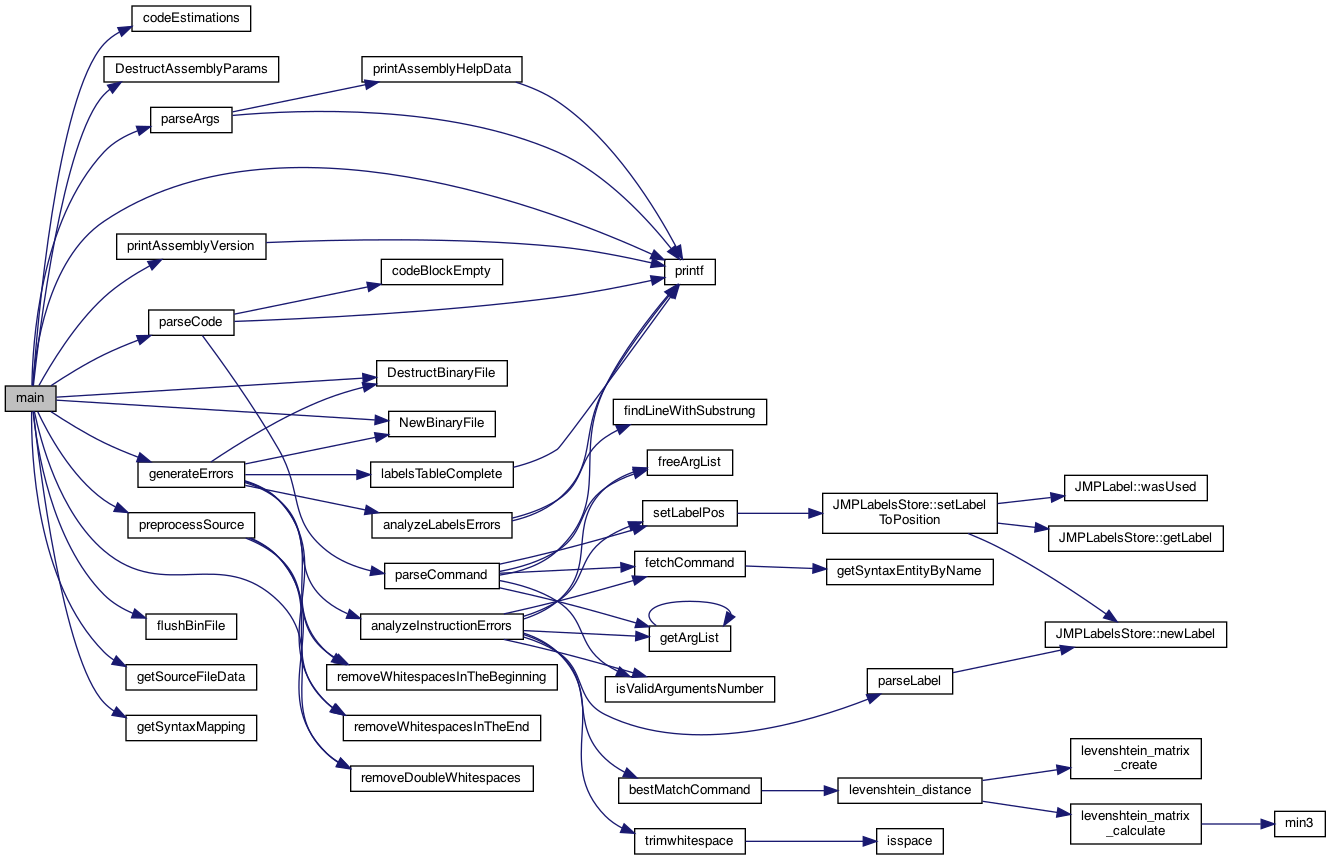 codeEstimations
DestructAssemblyParams
printAssemblyHelpData
parseArgs
printAssemblyVersion
codeBlockEmpty
printf
parseCode
DestructBinaryFile
main
NewBinaryFile
findLineWithSubstrung
generateErrors
labelsTableComplete
freeArgList
JMPLabel::wasUsed
preprocessSource
analyzeLabelsErrors
setLabelPos
JMPLabelsStore::setLabel
ToPosition
JMPLabelsStore::getLabel
parseCommand
fetchCommand
getSyntaxEntityByName
flushBinFile
analyzeInstructionErrors
getArgList
JMPLabelsStore::newLabel
getSourceFileData
removeWhitespacesInTheBeginning
isValidArgumentsNumber
parseLabel
getSyntaxMapping
removeWhitespacesInTheEnd
removeDoubleWhitespaces
bestMatchCommand
levenshtein_distance
levenshtein_matrix
_create
levenshtein_matrix
_calculate
min3
trimwhitespace
isspace